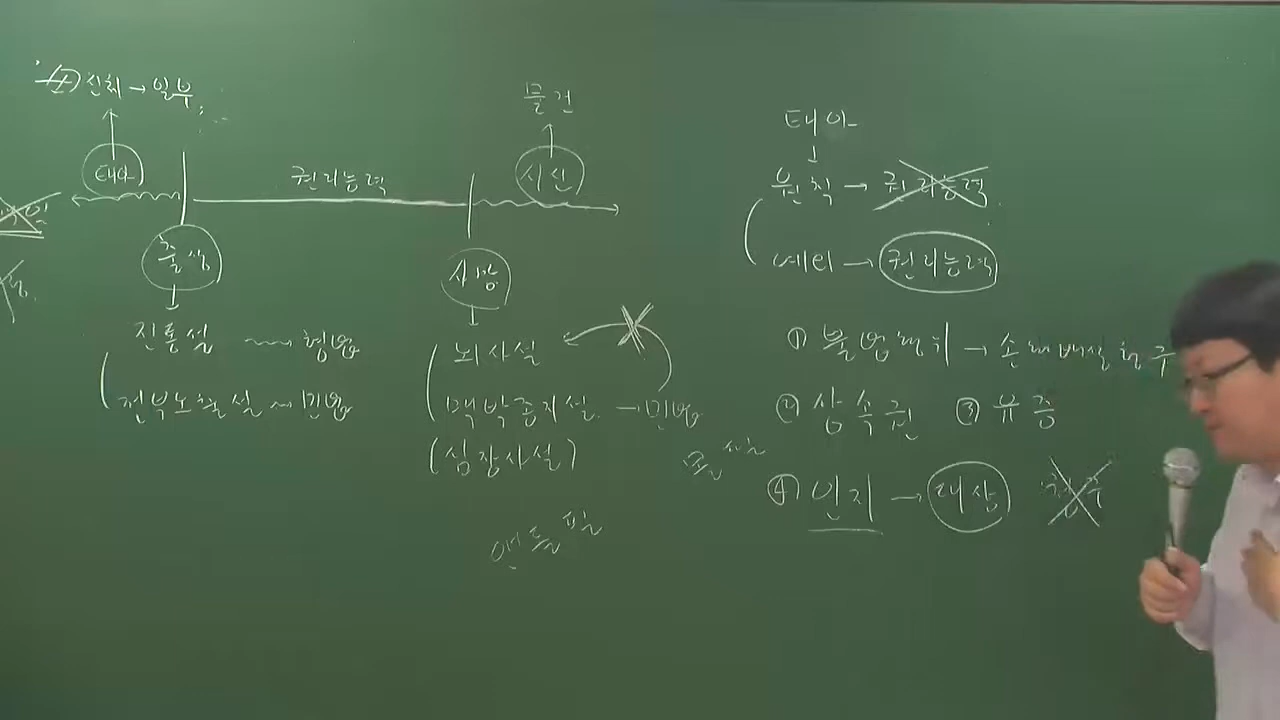 신체 → 일부
태아
권리능력
물건
시신
출생
사망
진통설 형법
전부노출설 민법
뇌사설
맥박종지설 → 민법
(심장사설)
태아
원칙 → 권리능력
예외 → 권리능력
① 불법행위 → 손해배상청구
② 상속권 ③ 유증
④ 인지 → 대상